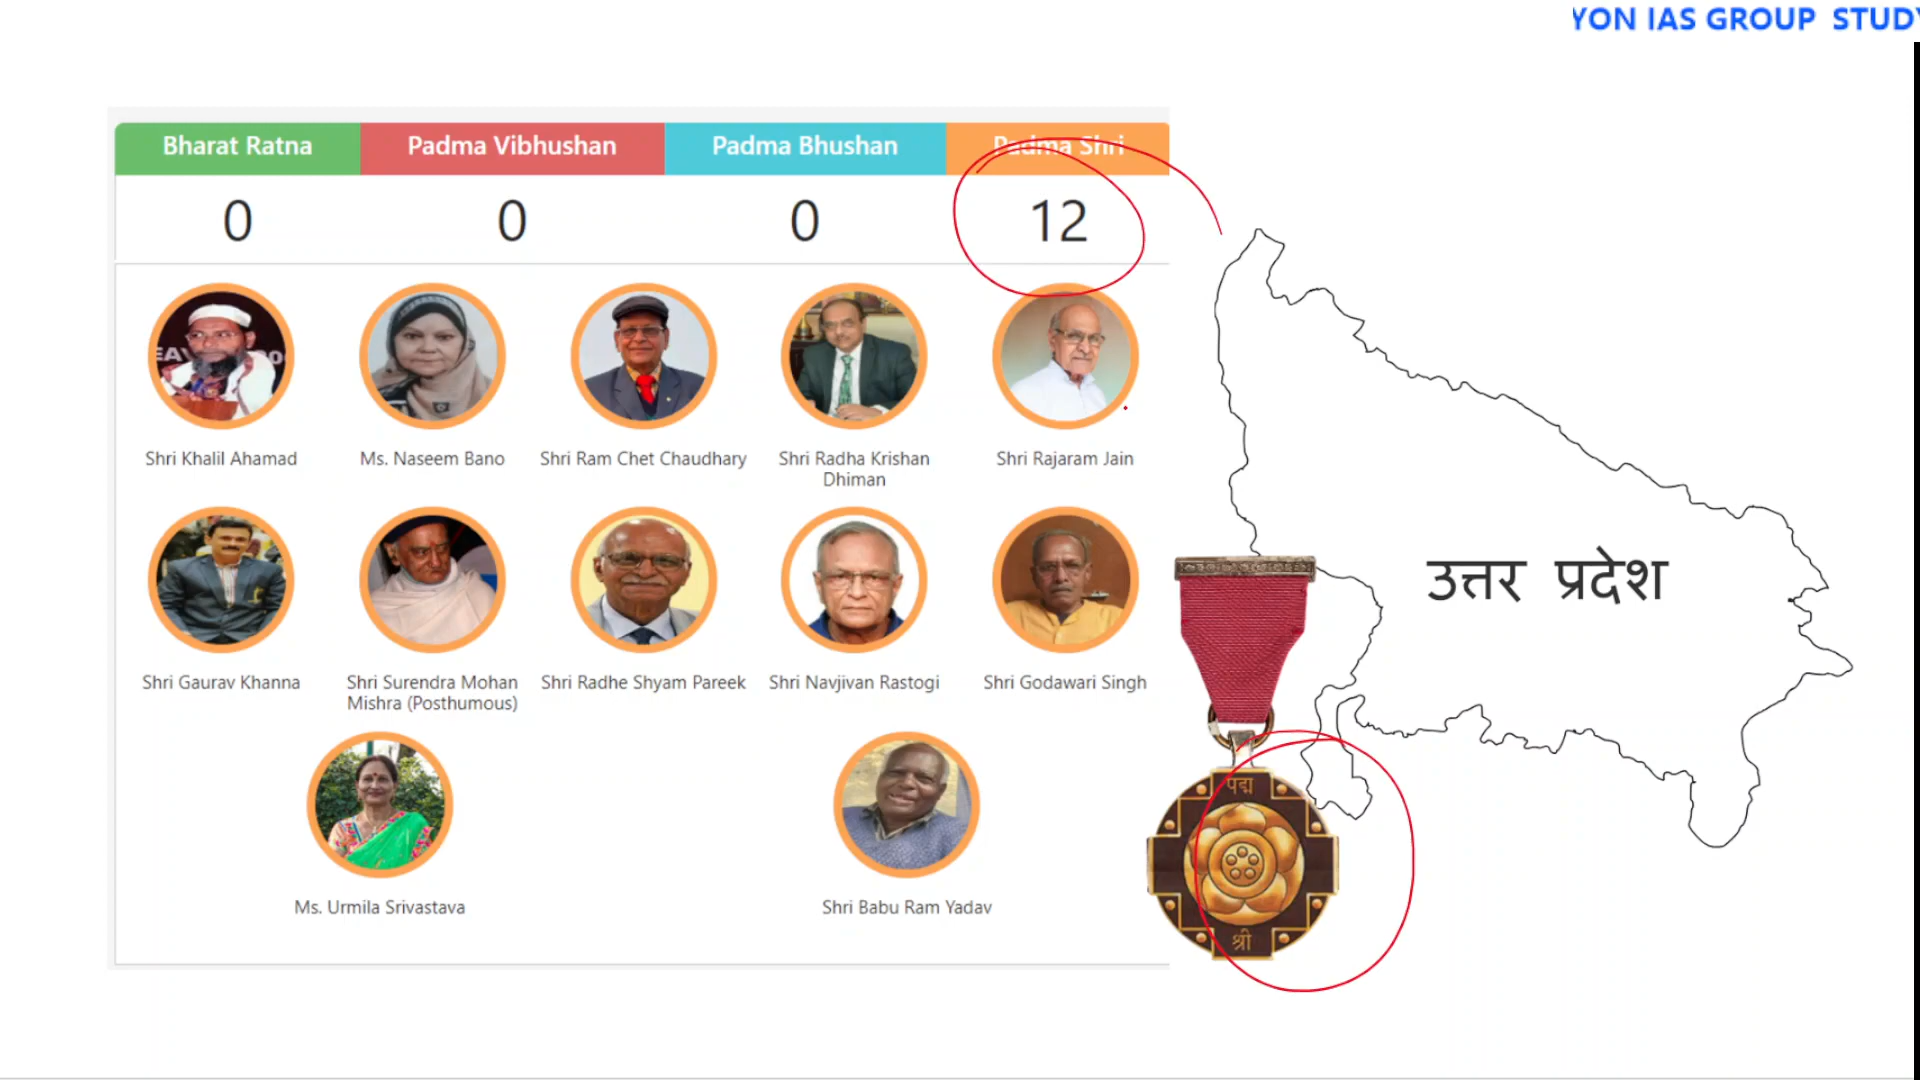 YON IAS GROUP STUDY
Bharat Ratna
Padma Vibhushan
Padma Bhushan
Padma Shri
0
0
0
12
Shri Khalil Ahamad
Ms. Naseem Bano
Shri Ram Chet Chaudhary
Shri Radha Krishan
Dhiman
Shri Rajaram Jain
Shri Gaurav Khanna
Shri Surendra Mohan
Mishra (Posthumous)
Shri Radhe Shyam Pareek
Shri Navjivan Rastogi
Shri Godawari Singh
Ms. Urmila Srivastava
Shri Babu Ram Yadav
उत्तर प्रदेश
पद्म
श्री